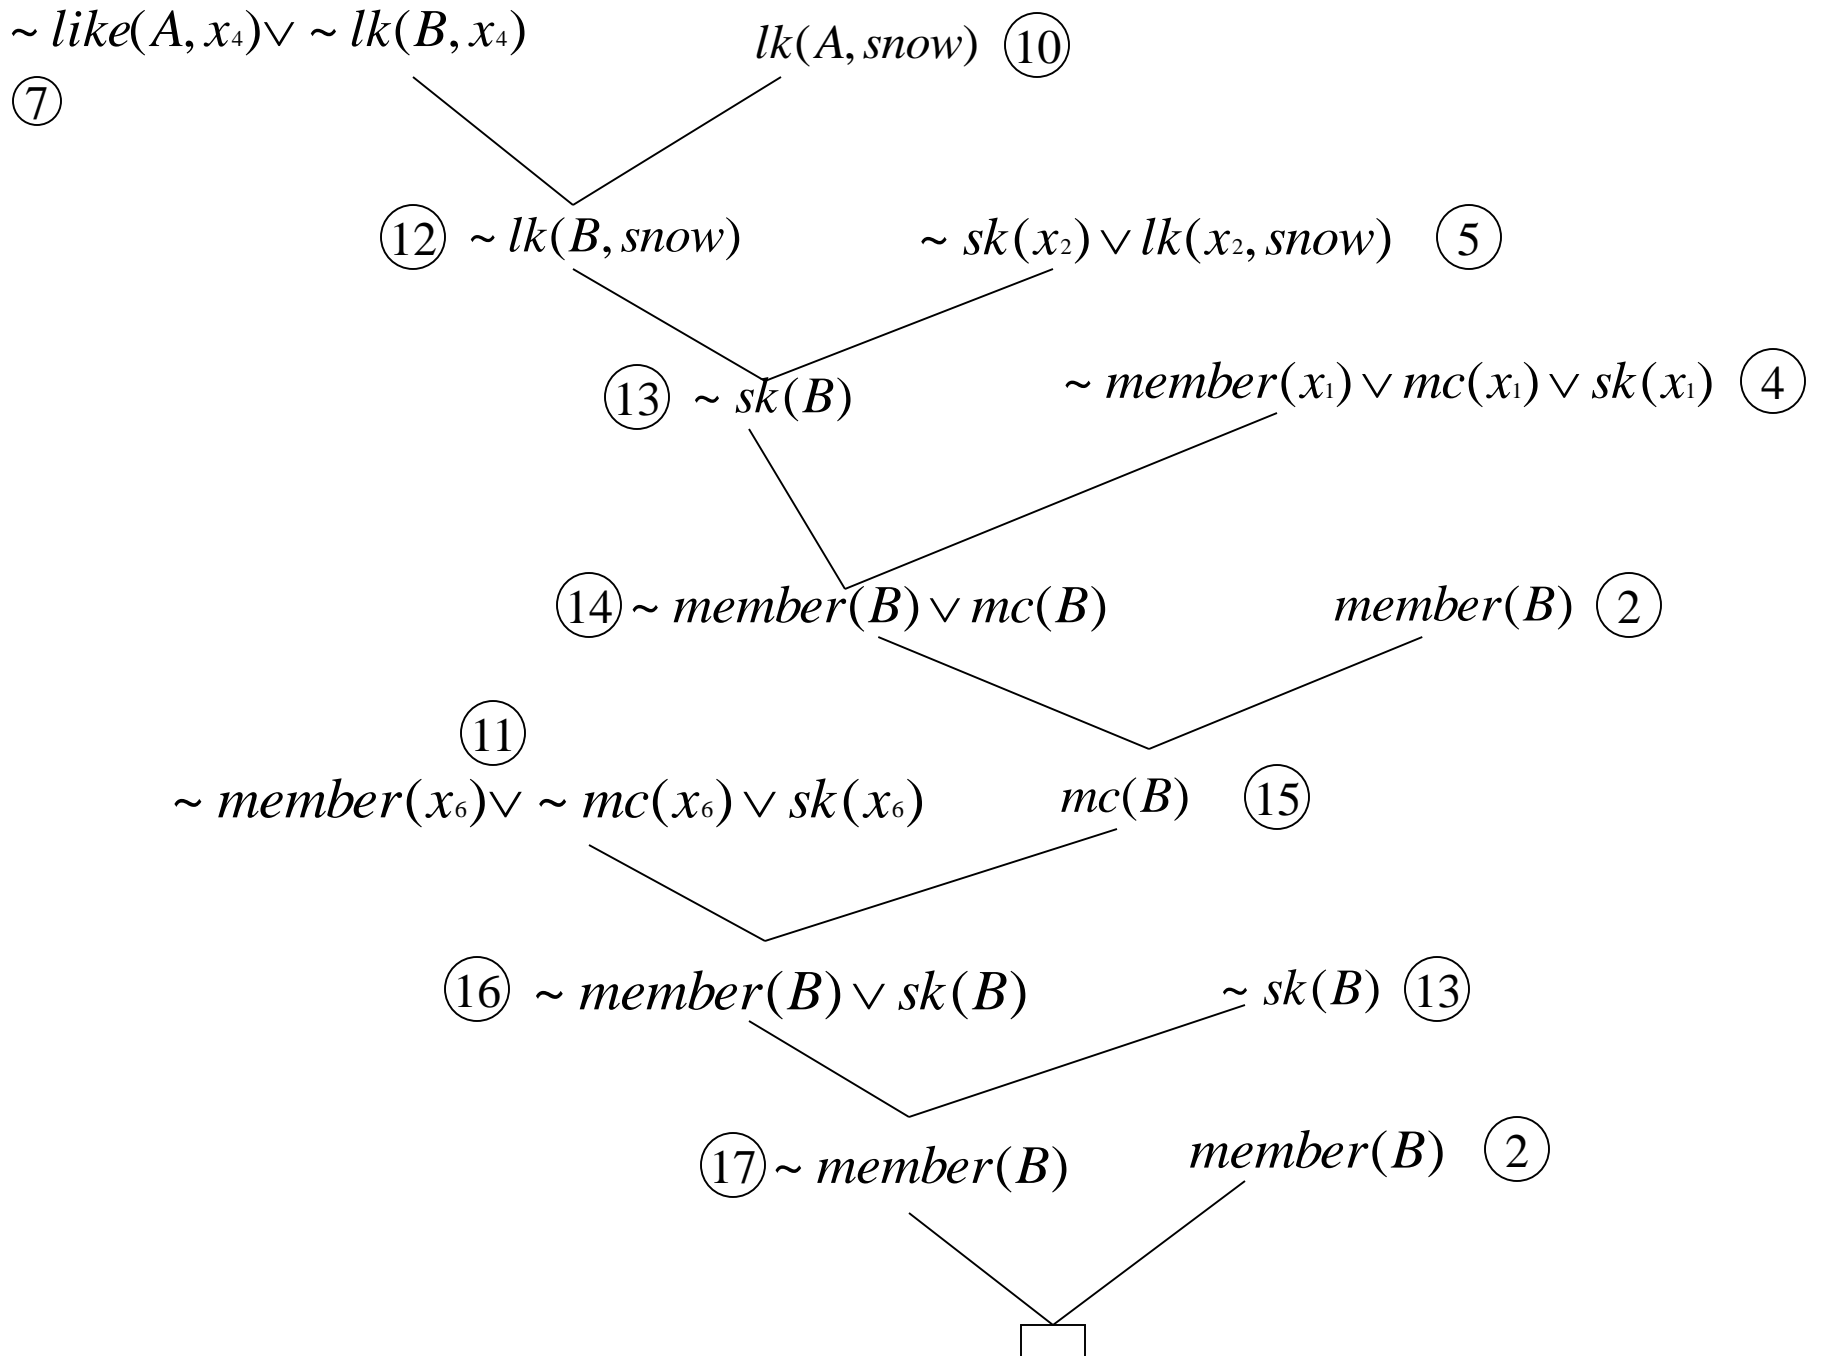 ~ like(A, x₄)∨ ~ lk(B, x₄) lk(A, snow) 10
7
12 ~ lk(B, snow) ~ sk(x₂) ∨ lk(x₂, snow) 5
13 ~ sk(B) ~ member(x₁) ∨ mc(x₁) ∨ sk(x₁) 4
14 ~ member(B) ∨ mc(B) member(B) 2
11
~ member(x₆)∨ ~ mc(x₆) ∨ sk(x₆) mc(B) 15
16 ~ member(B) ∨ sk(B) ~ sk(B) 13
17 ~ member(B) member(B) 2